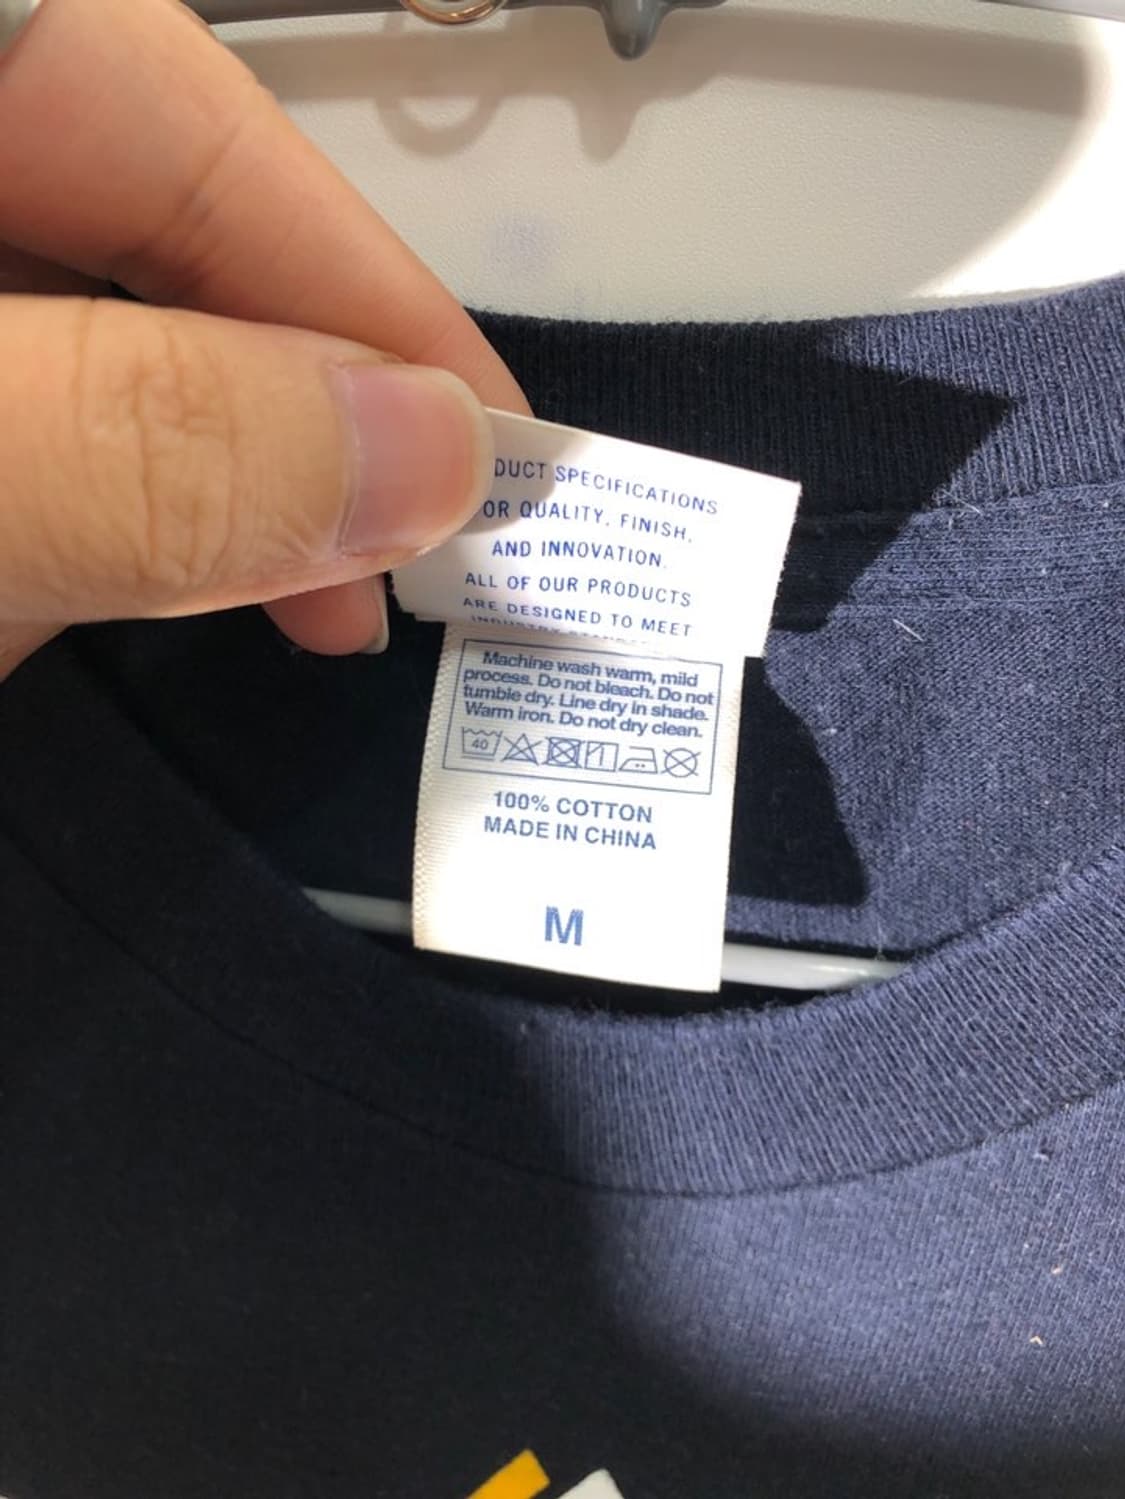 DUCT SPECIFICATIONS
OR QUALITY, FINISH,
AND INNOVATION.
ALL OF OUR PRODUCTS
ARE DESIGNED TO MEET
INDUSTRY
Machine wash warm, mild
process. Do not bleach. Do not
tumble dry. Line dry in shade.
Warm iron. Do not dry clean.
40
100% COTTON
MADE IN CHINA
M